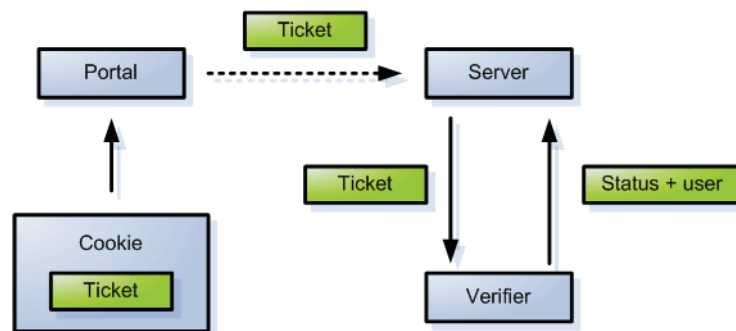 Ticket
Portal
Server
Ticket
Status + user
Cookie
Ticket
Verifier